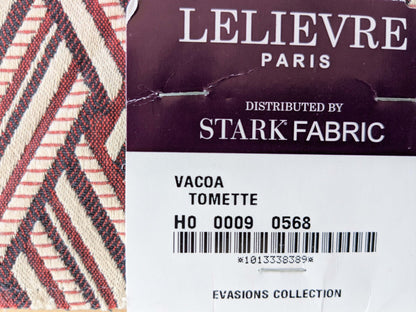 LELIEVRE
PARIS
DISTRIBUTED BY
STARK FABRIC
VACOA
TOMETTE
H0 0009 0568
*1013338389*
EVASIONS COLLECTION